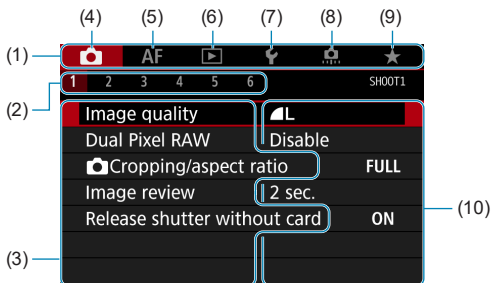 (4) (5) (6) (7) (8) (9)
(1) AF
(2) 1 2 3 4 5 6 SHOOT1
Image quality L
Dual Pixel RAW Disable
Cropping/aspect ratio FULL
Image review 2 sec.
(10)
Release shutter without card ON
(3)